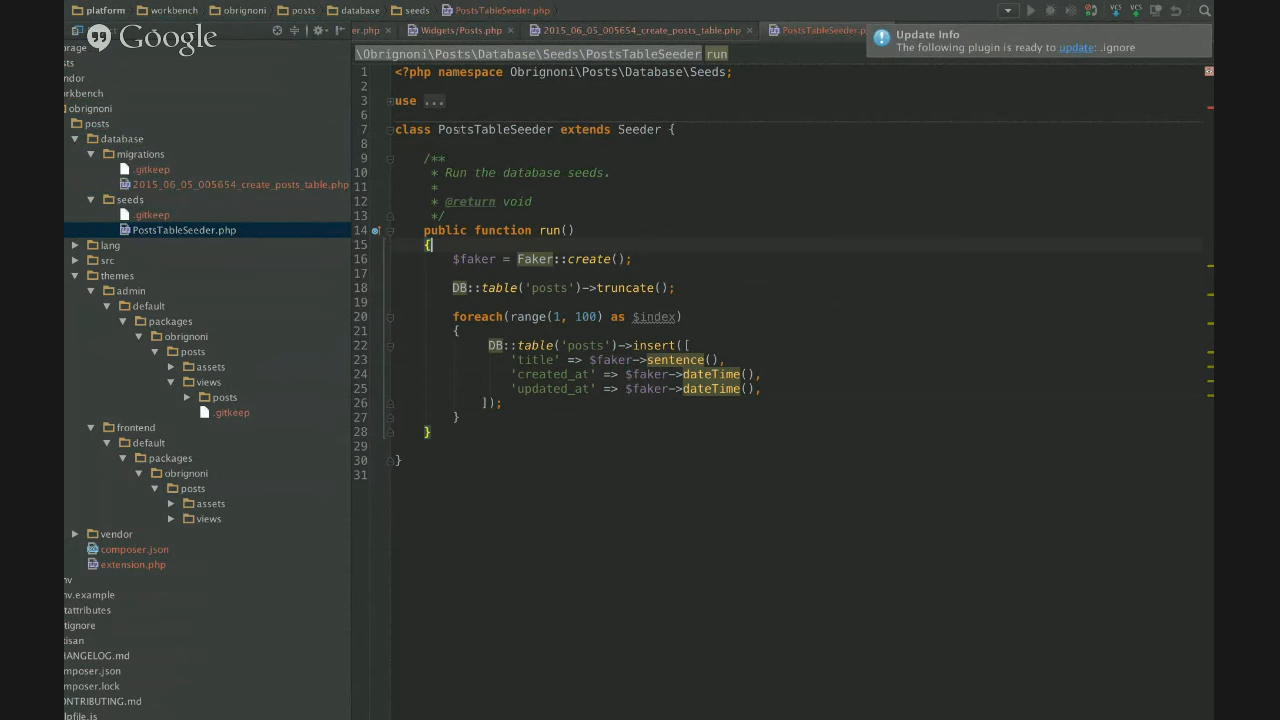 platform workbench obrignoni posts database seeds PostsTableSeeder.php
Google
er.php Widgets/Posts.php 2015_06_05_005654_create_posts_table.php PostsTableSeeder.p
Update Info
The following plugin is ready to update: .ignore
\Obrignoni\Posts\Database\Seeds\PostsTableSeeder run
orage
sts
endor
rkbench
obrignoni
posts
database
migrations
.gitkeep
2015_06_05_005654_create_posts_table.php
seeds
.gitkeep
PostsTableSeeder.php
lang
src
themes
admin
default
packages
obrignoni
posts
assets
views
posts
.gitkeep
frontend
default
packages
obrignoni
posts
assets
views
vendor
composer.json
extension.php
nv
nv.example
tattributes
tignore
tisan
HANGELOG.md
mposer.json
mposer.lock
ONTRIBUTING.md
lpfile.js
1 <?php namespace Obrignoni\Posts\Database\Seeds;
2
3 use ...
6
7 class PostsTableSeeder extends Seeder {
8
9 /**
10 * Run the database seeds.
11 *
12 * @return void
13 */
14 public function run()
15 {
16 $faker = Faker::create();
17
18 DB::table('posts')->truncate();
19
20 foreach(range(1, 100) as $index)
21 {
22 DB::table('posts')->insert([
23 'title' => $faker->sentence(),
24 'created_at' => $faker->dateTime(),
25 'updated_at' => $faker->dateTime(),
26 ]);
27 }
28 }
29
30 }
31